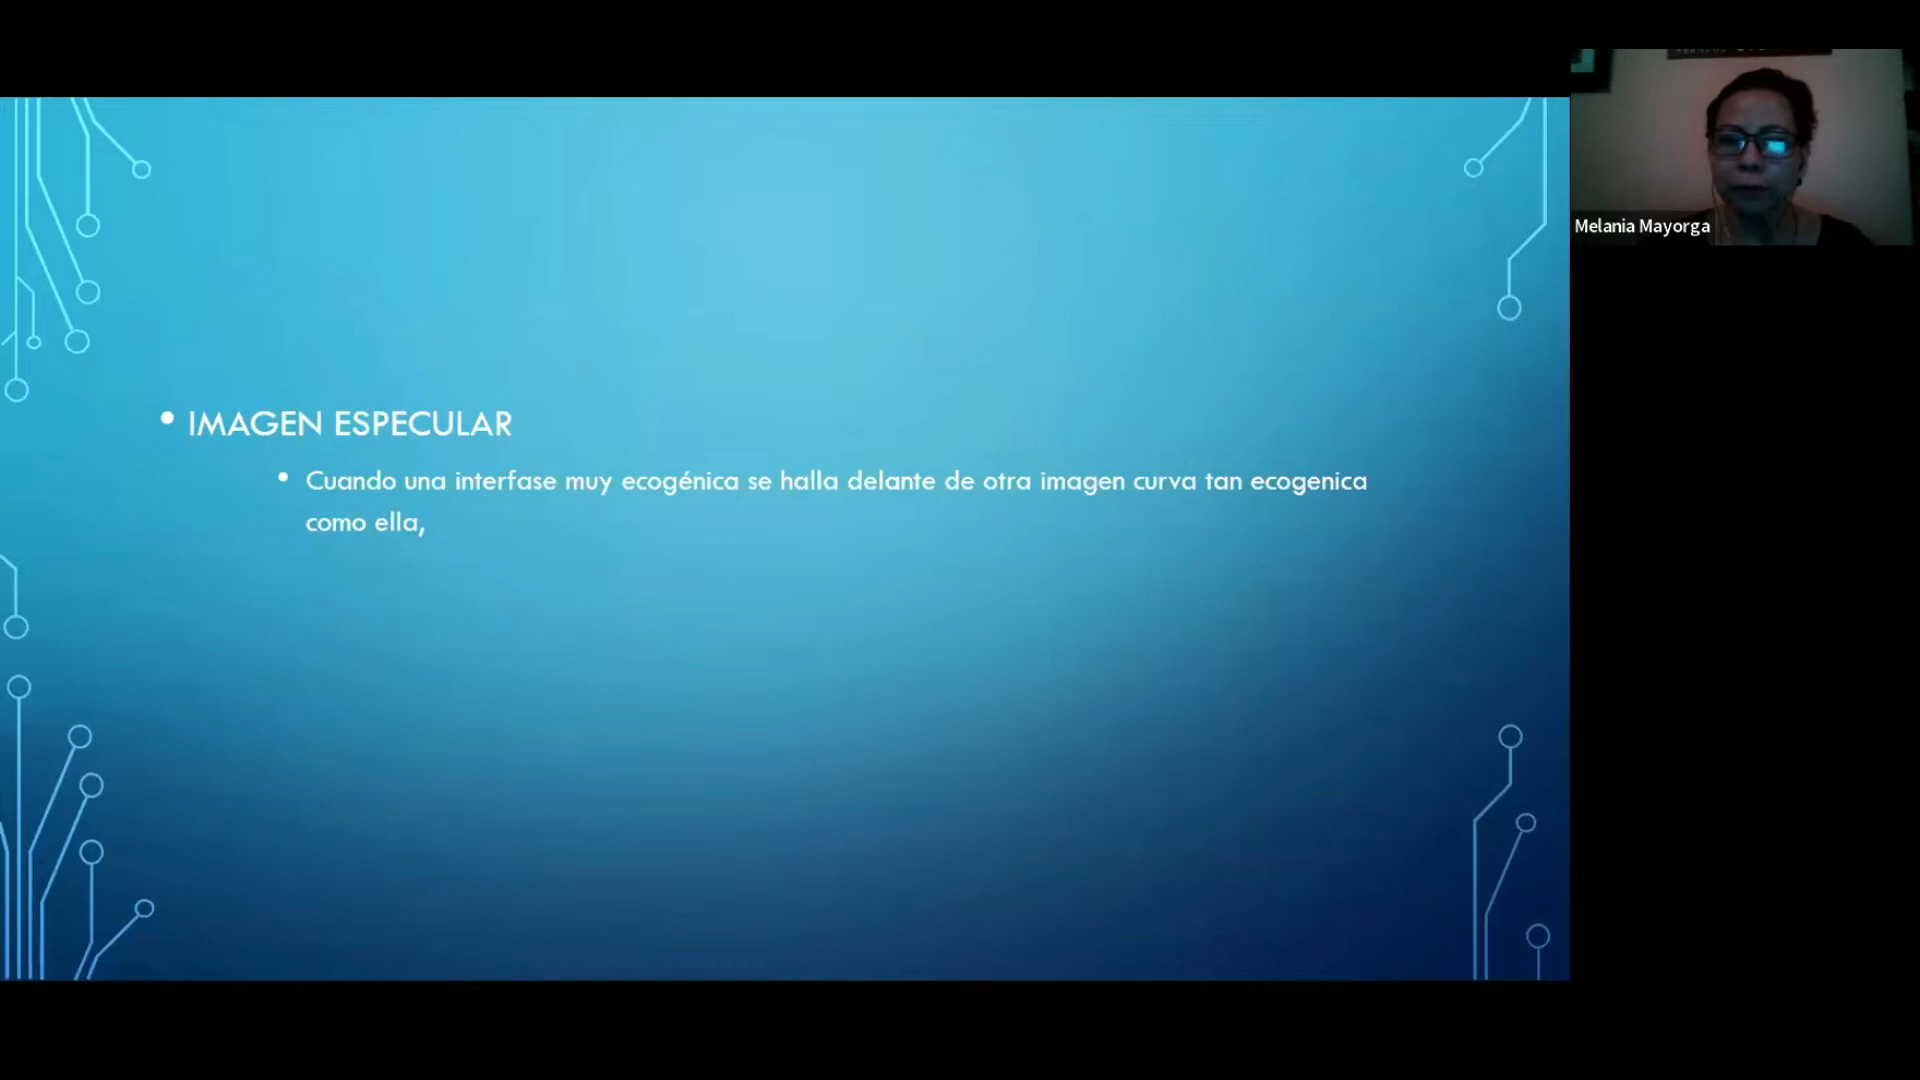 • IMAGEN ESPECULAR
• Cuando una interfase muy ecogénica se halla delante de otra imagen curva tan ecogenica
como ella,
Melania Mayorga